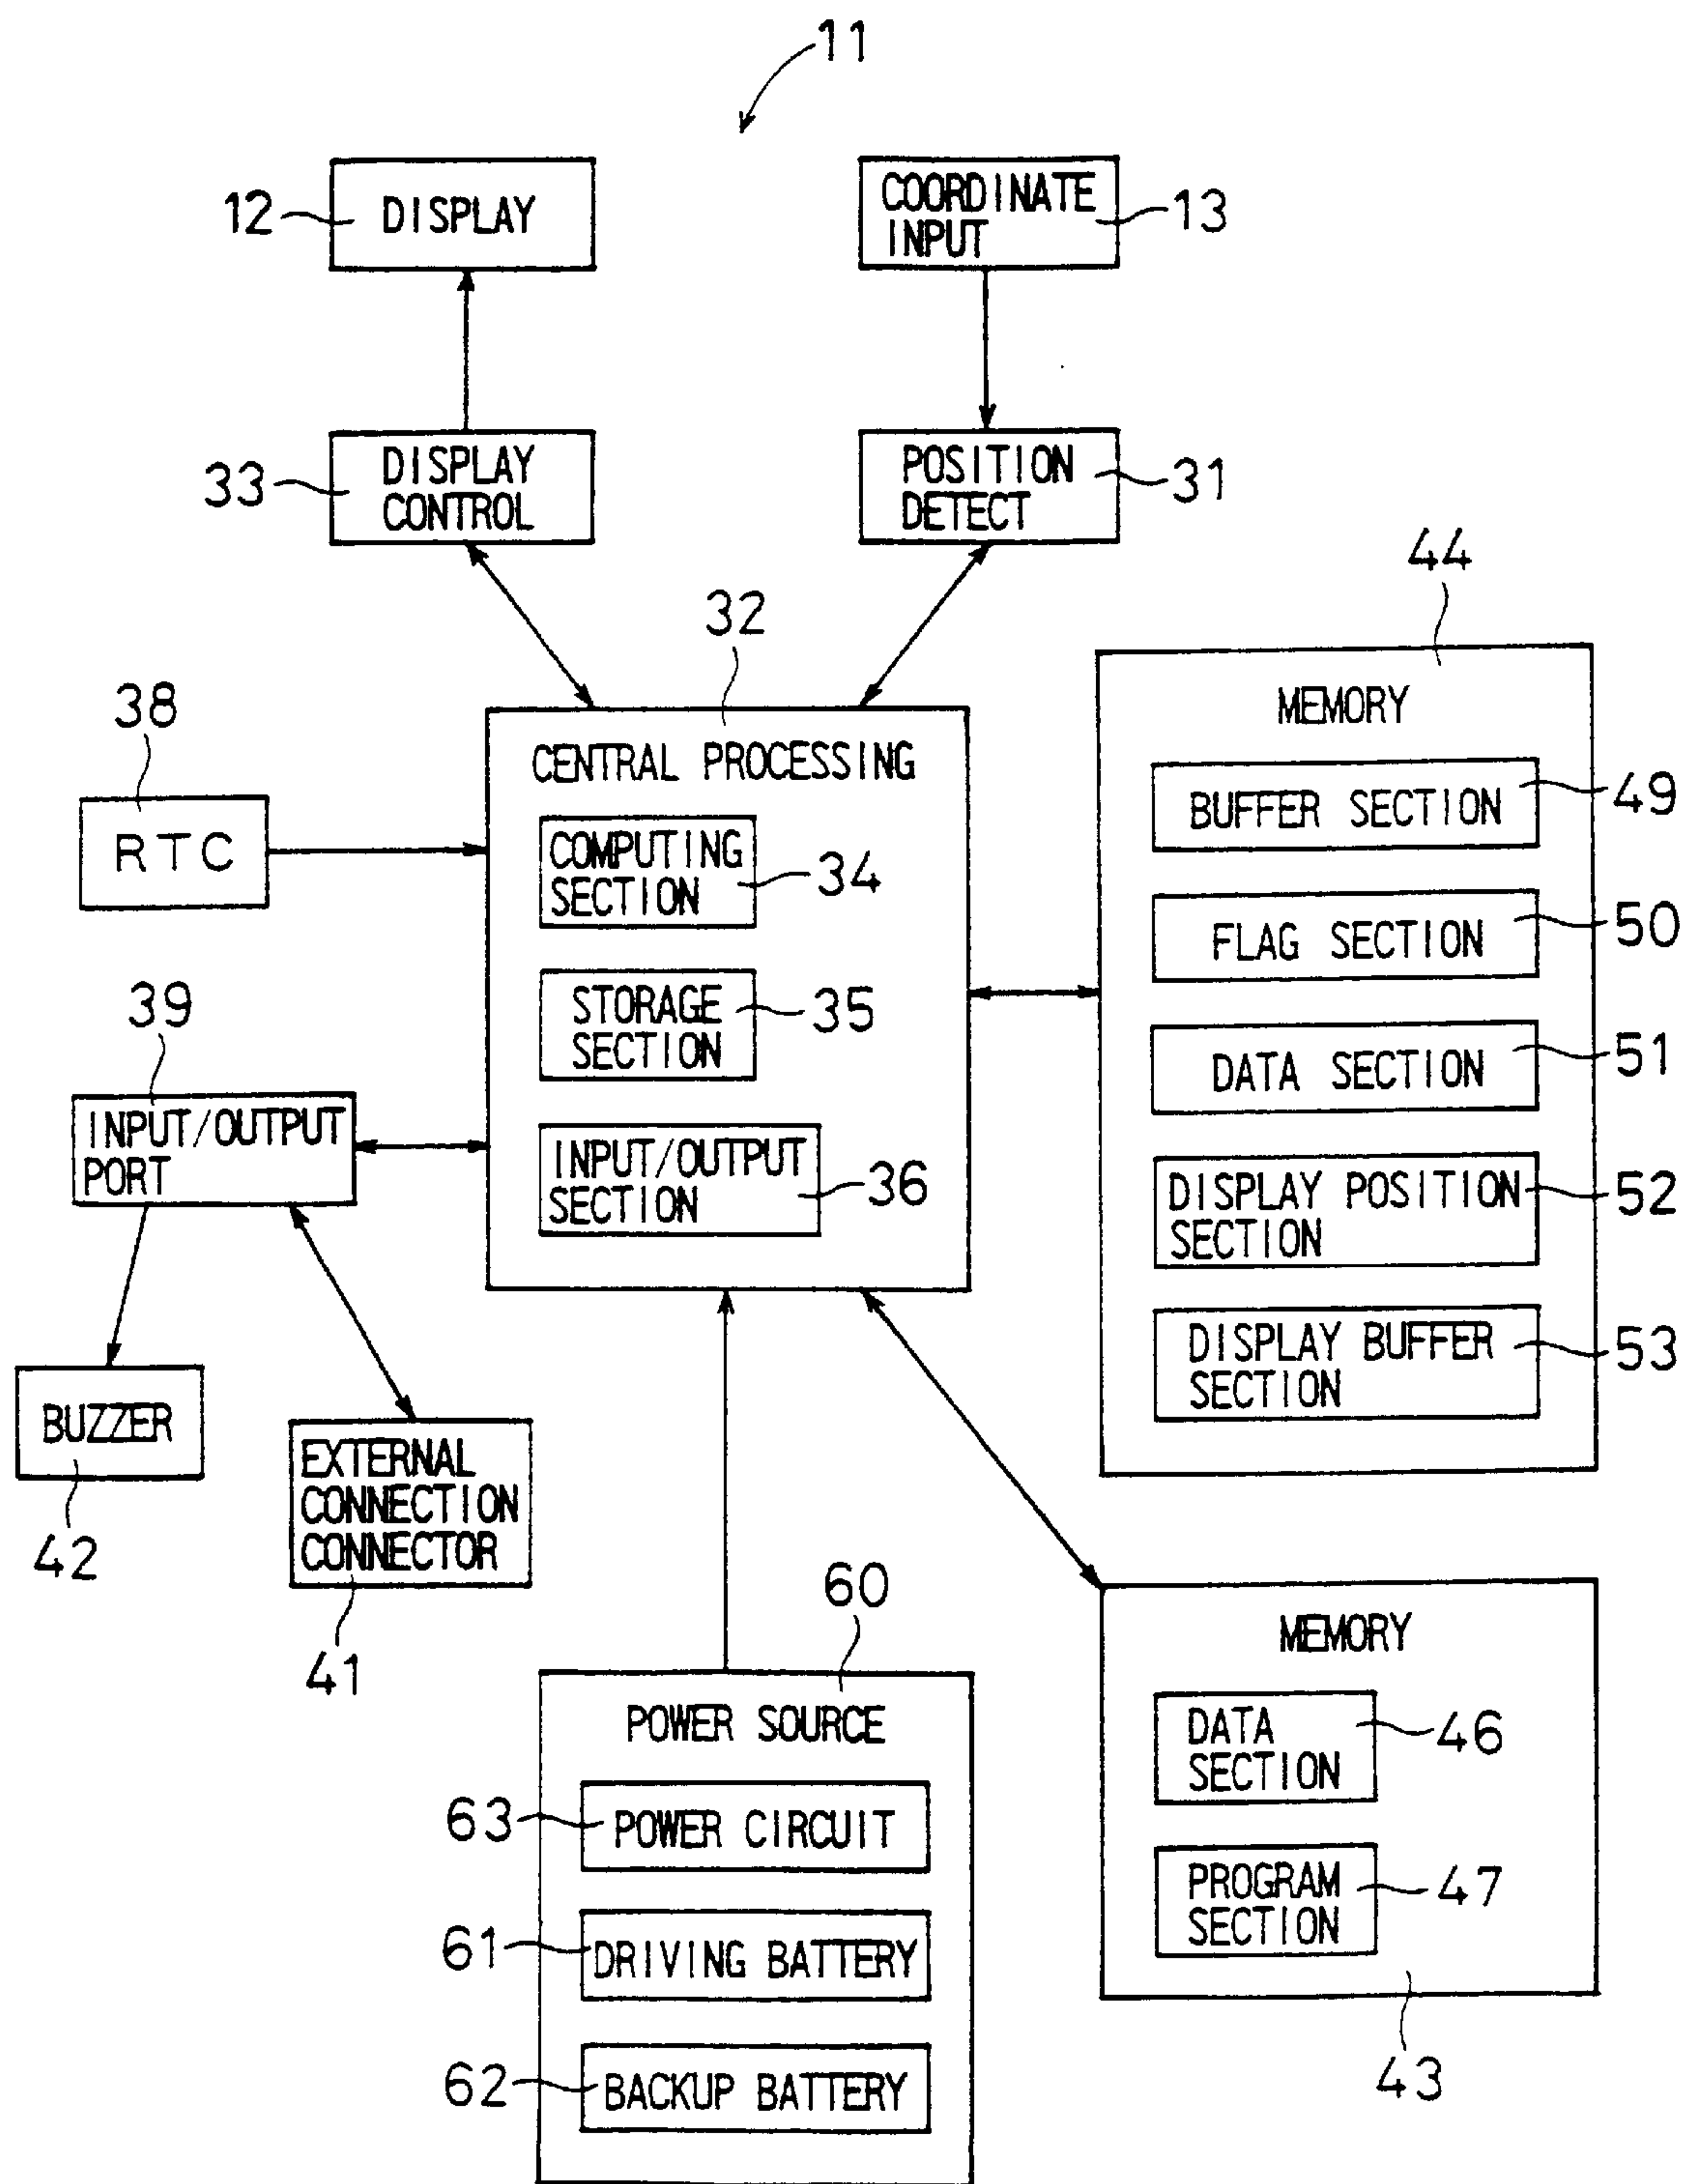 11
12
DISPLAY
COORDINATE
INPUT
13
33
DISPLAY
CONTROL
POSITION
DETECT
31
44
32
38
RTC
CENTRAL PROCESSING
COMPUTING
SECTION
34
STORAGE
SECTION
35
INPUT/OUTPUT
SECTION
36
MEMORY
BUFFER SECTION
49
FLAG SECTION
50
DATA SECTION
51
DISPLAY POSITION
SECTION
52
DISPLAY BUFFER
SECTION
53
39
INPUT/OUTPUT
PORT
BUZZER
42
EXTERNAL
CONNECTION
CONNECTOR
41
60
POWER SOURCE
63
POWER CIRCUIT
61
DRIVING BATTERY
62
BACKUP BATTERY
MEMORY
DATA
SECTION
46
PROGRAM
SECTION
47
43